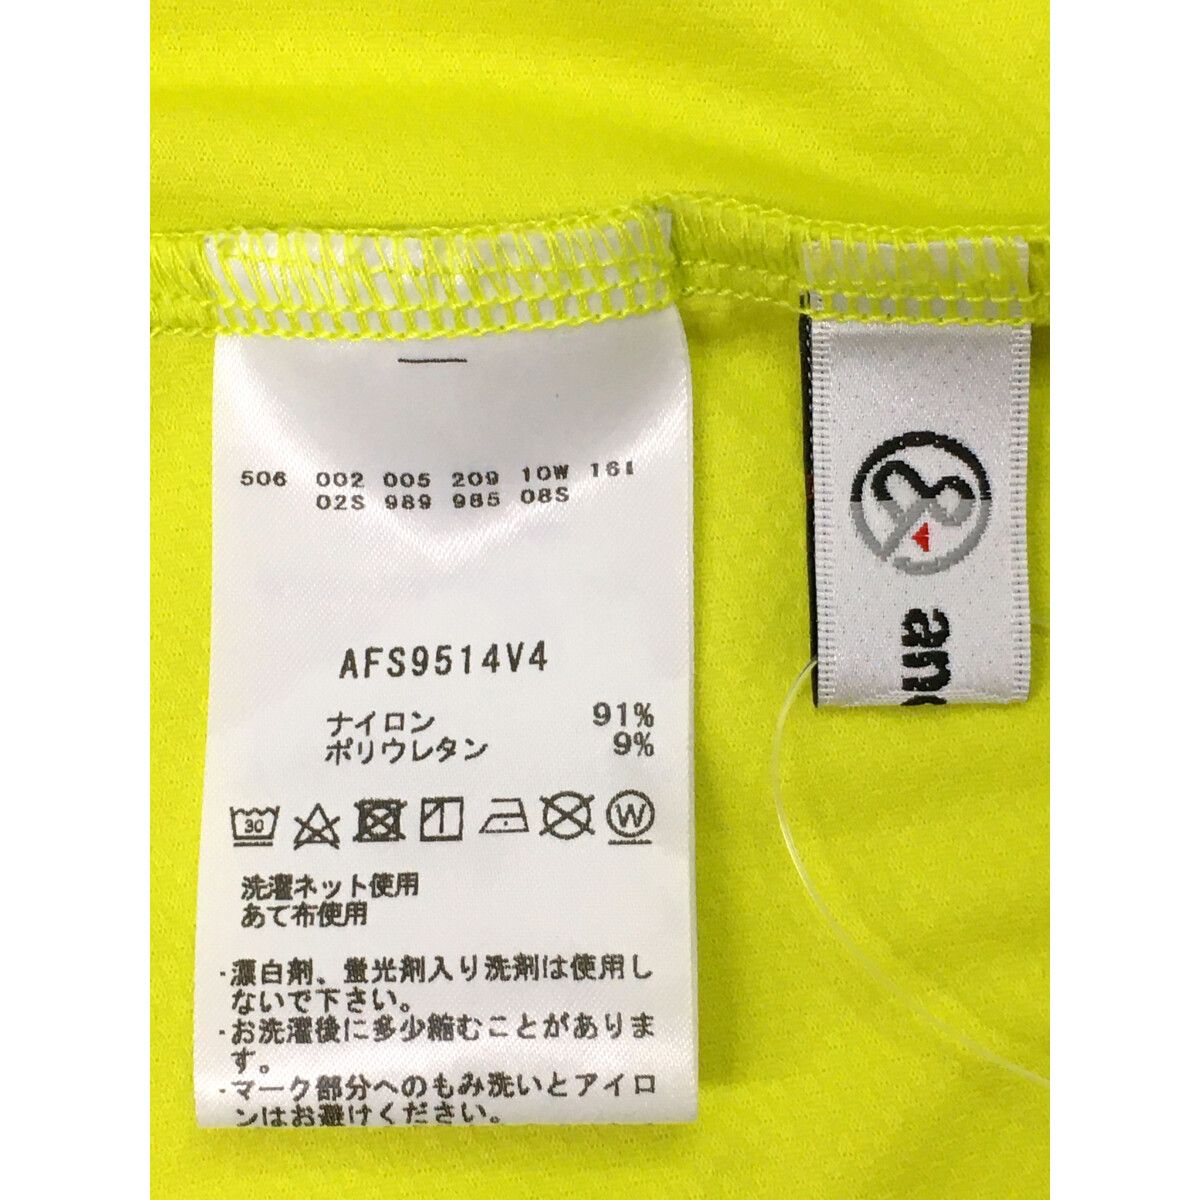 506 002 005 209 10W 161
02S 989 985 08S
AFS9514V4
ナイロン 91%
ポリウレタン 9%
30 W
洗濯ネット使用
あて布使用
・漂白剤、蛍光剤入り洗剤は使用し
ないで下さい。
・お洗濯後に多少縮むことがありま
す。
・マーク部分へのもみ洗いとアイロ
ンはお避けください。
and